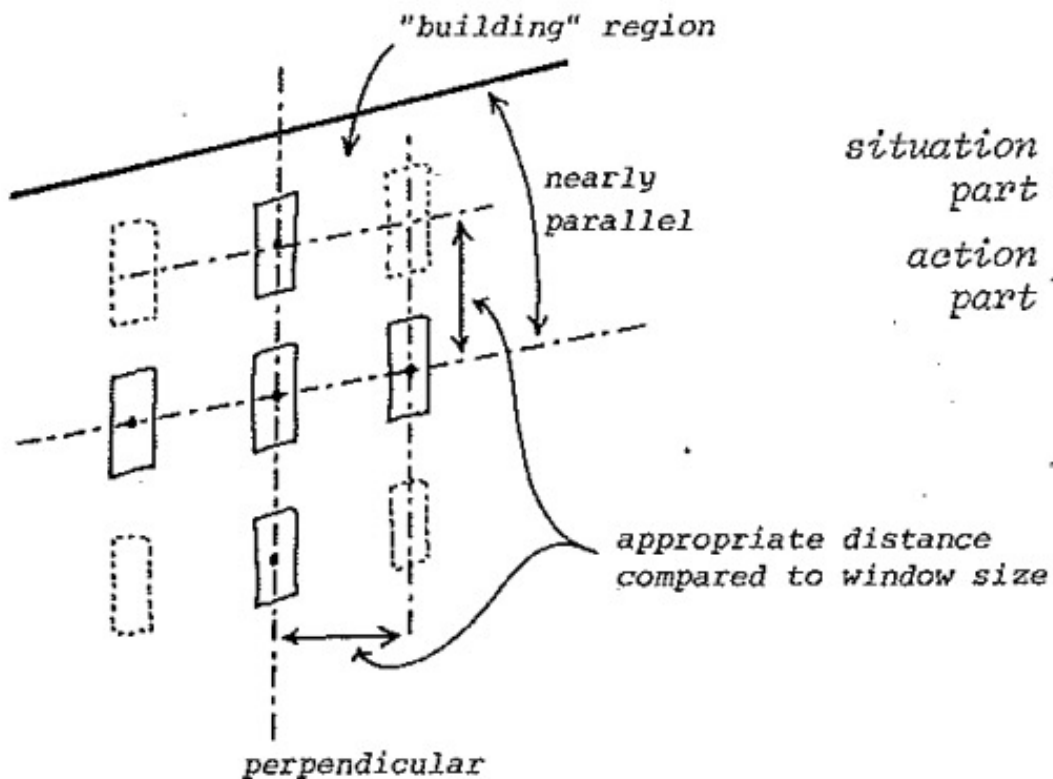 "building" region
nearly
parallel
situation
part
action
part
appropriate distance
compared to window size
perpendicular